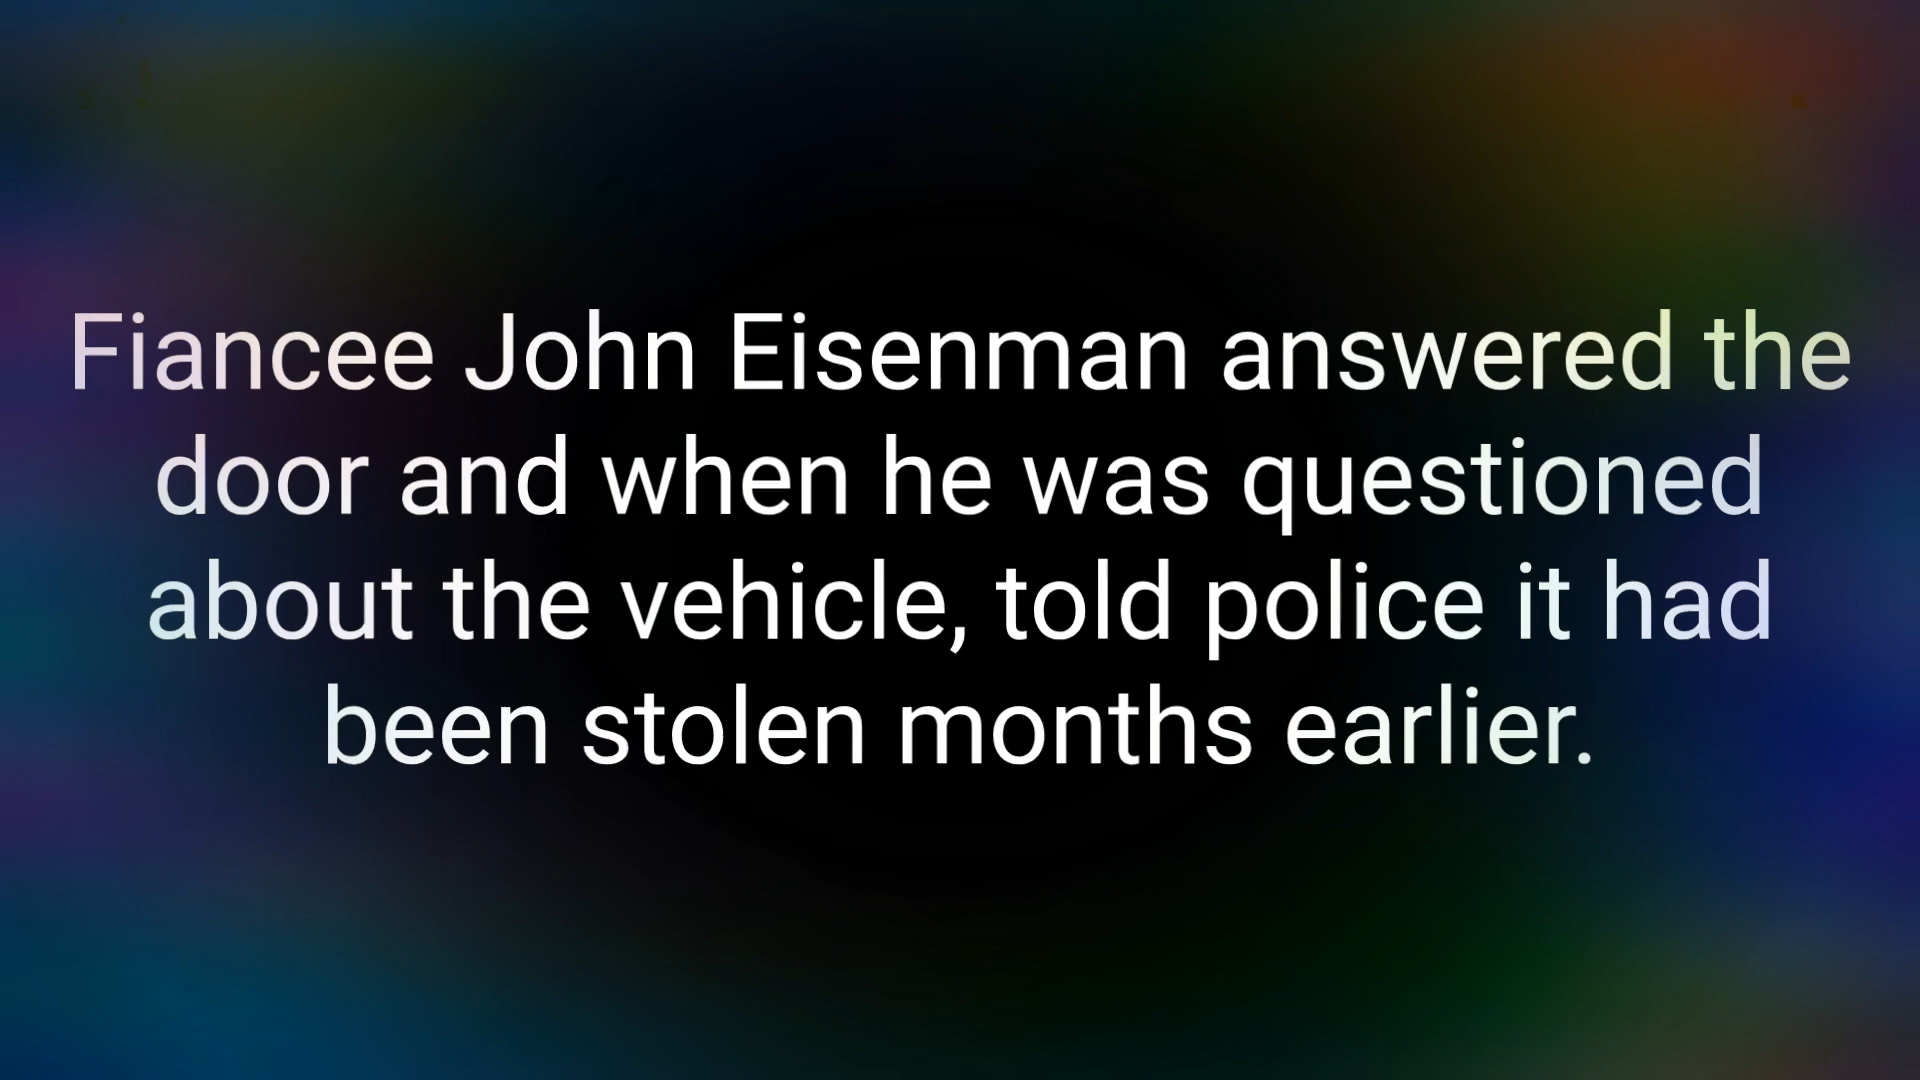 Fiancee John Eisenman answered the
door and when he was questioned
about the vehicle, told police it had
been stolen months earlier.